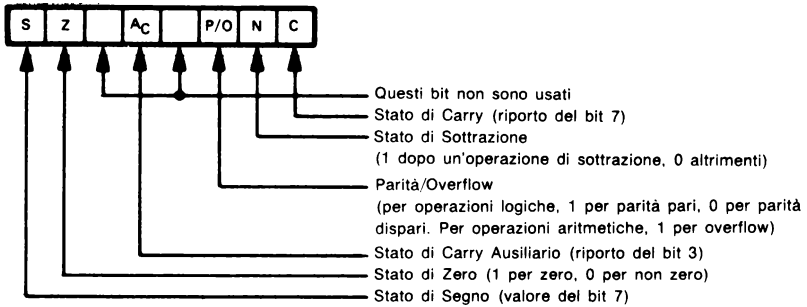 S Z Ac P/O N C
Questi bit non sono usati
Stato di Carry (riporto del bit 7)
Stato di Sottrazione
(1 dopo un'operazione di sottrazione, 0 altrimenti)
Parità/Overflow
(per operazioni logiche, 1 per parità pari, 0 per parità
dispari. Per operazioni aritmetiche, 1 per overflow)
Stato di Carry Ausiliario (riporto del bit 3)
Stato di Zero (1 per zero, 0 per non zero)
Stato di Segno (valore del bit 7)